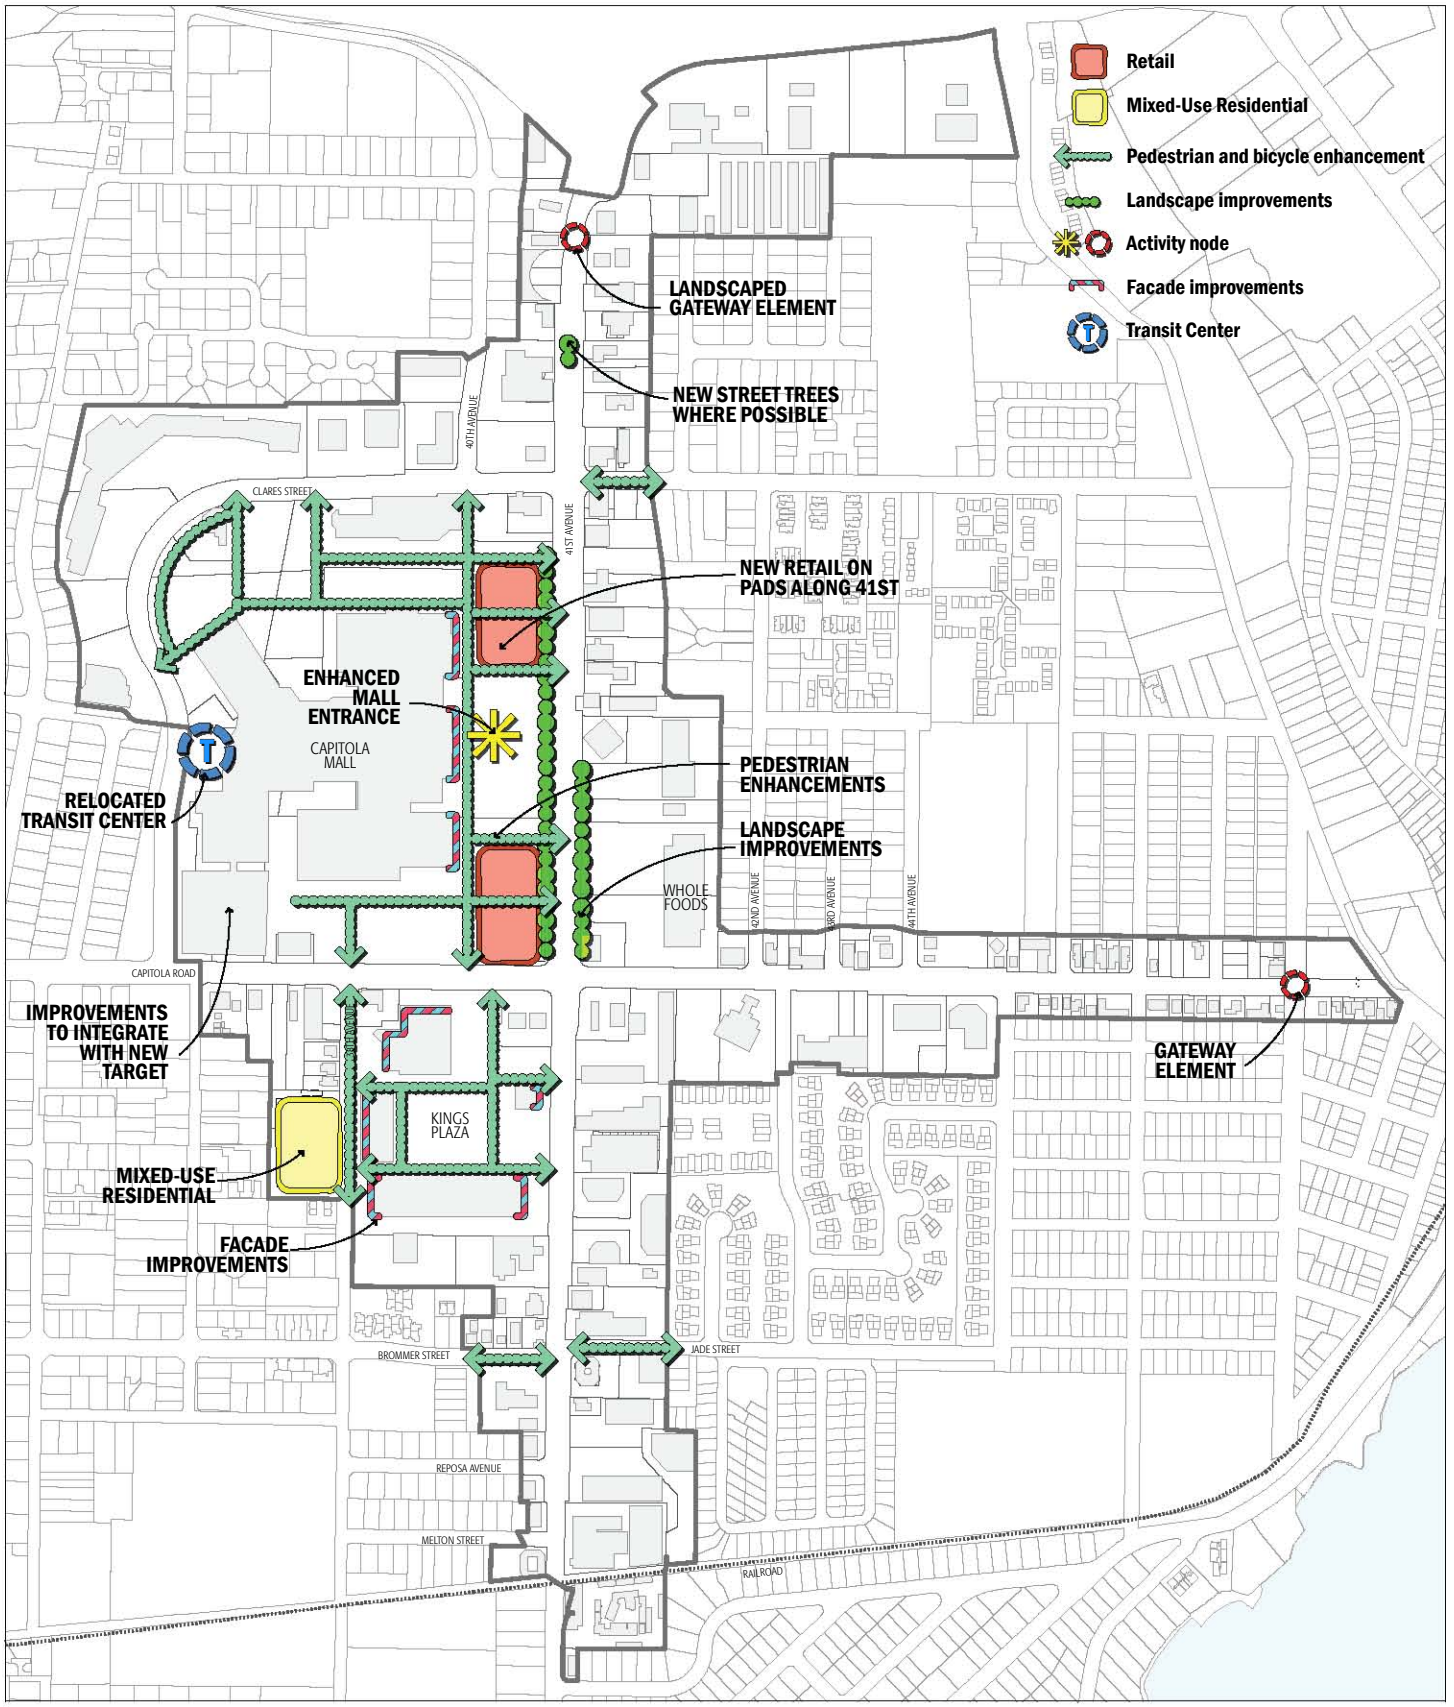 Retail
Mixed-Use Residential
Pedestrian and bicycle enhancement
Landscape improvements
Activity node
Facade improvements
T
Transit Center
LANDSCAPED
GATEWAY ELEMENT
NEW STREET TREES
WHERE POSSIBLE
40TH AVENUE
CLARES STREET
41ST AVENUE
NEW RETAIL ON
PADS ALONG 41ST
ENHANCED
MALL
ENTRANCE
CAPITOLA
MALL
T
RELOCATED
TRANSIT CENTER
PEDESTRIAN
ENHANCEMENTS
LANDSCAPE
IMPROVEMENTS
WHOLE
FOODS
42ND AVENUE
43RD AVENUE
44TH AVENUE
CAPITOLA ROAD
IMPROVEMENTS
TO INTEGRATE
WITH NEW
TARGET
GATEWAY
ELEMENT
KINGS
PLAZA
MIXED-USE
RESIDENTIAL
FACADE
IMPROVEMENTS
BROMMER STREET
JADE STREET
REPOSA AVENUE
MELTON STREET
RAILROAD